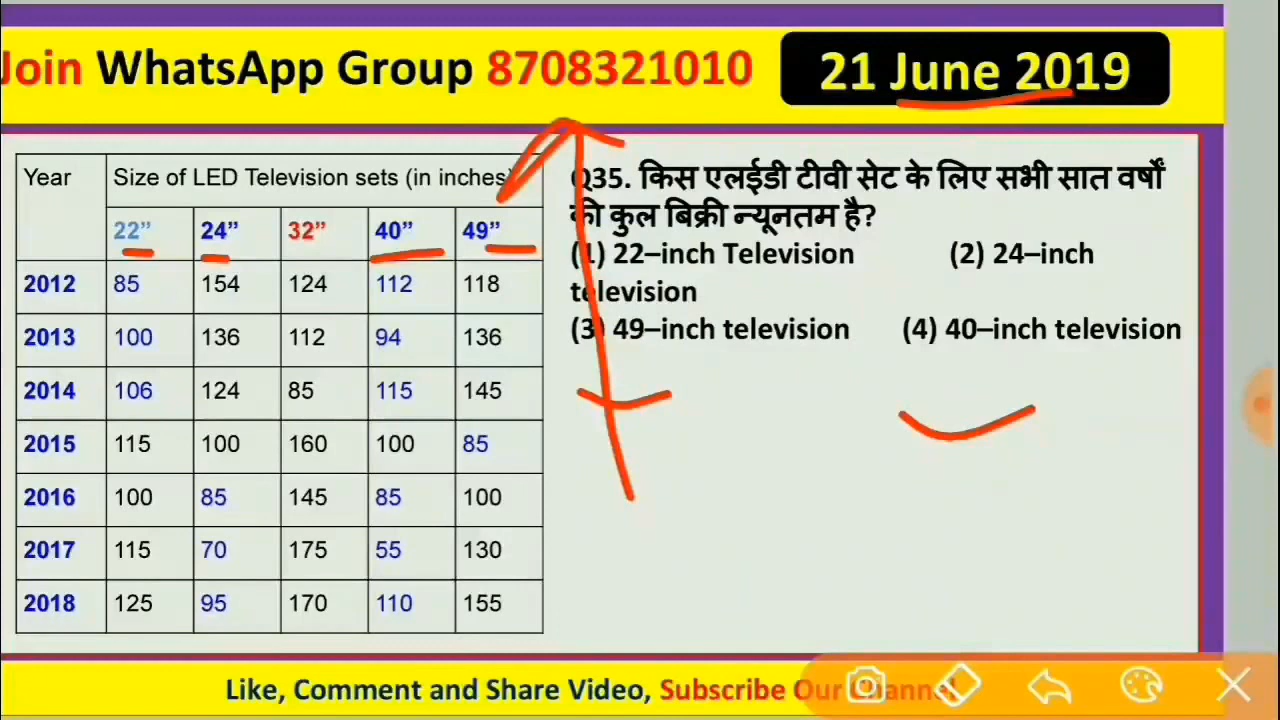 Join WhatsApp Group 8708321010
21 June 2019
Year Size of LED Television sets (in inches)
22” 24” 32” 40” 49”
2012 85 154 124 112 118
2013 100 136 112 94 136
2014 106 124 85 115 145
2015 115 100 160 100 85
2016 100 85 145 85 100
2017 115 70 175 55 130
2018 125 95 170 110 155
Q35. किस एलईडी टीवी सेट के लिए सभी सात वर्षों
की कुल बिक्री न्यूनतम है?
(1) 22–inch Television (2) 24–inch
television
(3) 49–inch television (4) 40–inch television
Like, Comment and Share Video, Subscribe Our Channel